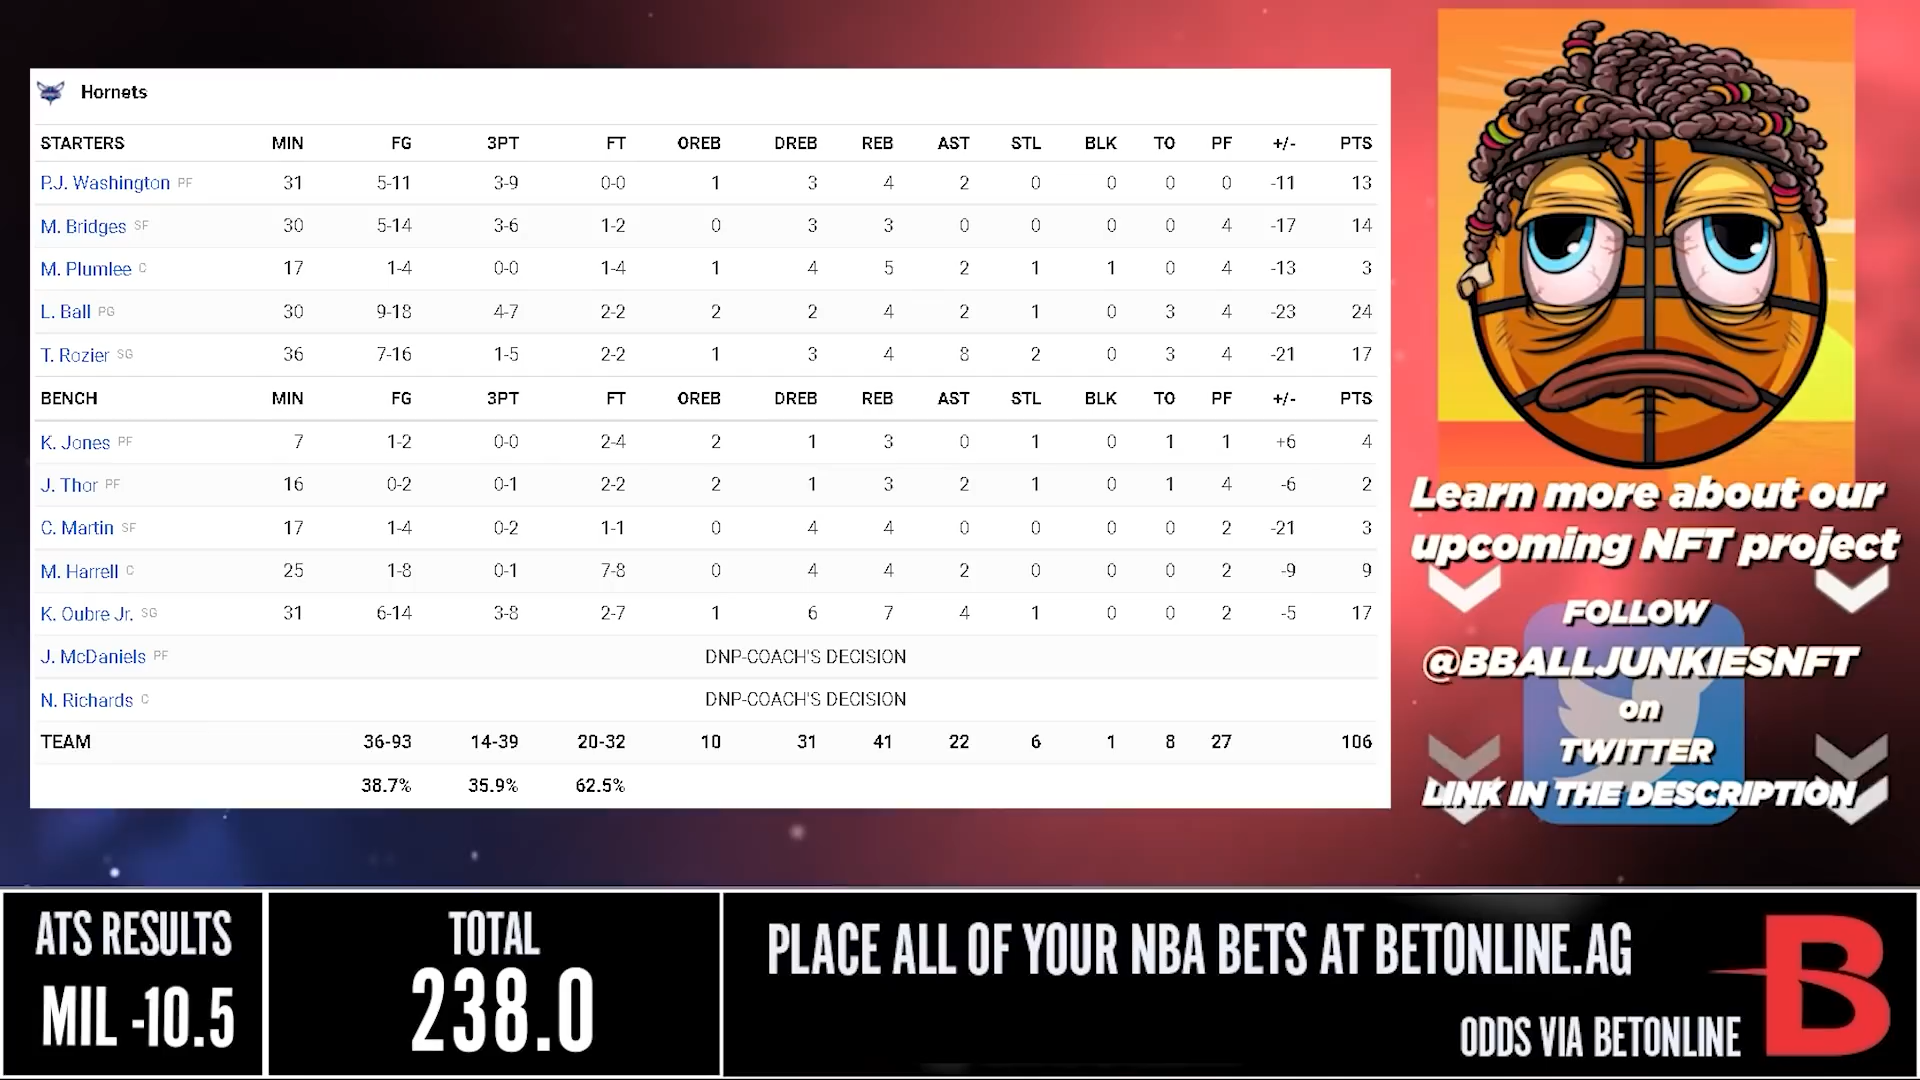 Hornets
STARTERS MIN FG 3PT FT OREB DREB REB AST STL BLK TO PF +/- PTS
P.J. Washington PF 31 5-11 3-9 0-0 1 3 4 2 0 0 0 0 -11 13
M. Bridges SF 30 5-14 3-6 1-2 0 3 3 0 0 0 0 4 -17 14
M. Plumlee C 17 1-4 0-0 1-4 1 4 5 2 1 1 0 4 -13 3
L. Ball PG 30 9-18 4-7 2-2 2 2 4 2 1 0 3 4 -23 24
T. Rozier SG 36 7-16 1-5 2-2 1 3 4 8 2 0 3 4 -21 17
BENCH MIN FG 3PT FT OREB DREB REB AST STL BLK TO PF +/- PTS
K. Jones PF 7 1-2 0-0 2-4 2 1 3 0 1 0 1 1 +6 4
J. Thor PF 16 0-2 0-1 2-2 2 1 3 2 1 0 1 4 -6 2
C. Martin SF 17 1-4 0-2 1-1 0 4 4 0 0 0 0 2 -21 3
M. Harrell C 25 1-8 0-1 7-8 0 4 4 2 0 0 0 2 -9 9
K. Oubre Jr. SG 31 6-14 3-8 2-7 1 6 7 4 1 0 0 2 -5 17
J. McDaniels PF DNP-COACH'S DECISION
N. Richards C DNP-COACH'S DECISION
TEAM 36-93 14-39 20-32 10 31 41 22 6 1 8 27 106
38.7% 35.9% 62.5%
Learn more about our
upcoming NFT project
FOLLOW
@BBALLJUNKIESNFT
on
TWITTER
LINK IN THE DESCRIPTION
ATS RESULTS
MIL -10.5
TOTAL
238.0
PLACE ALL OF YOUR NBA BETS AT BETONLINE.AG
ODDS VIA BETONLINE
B